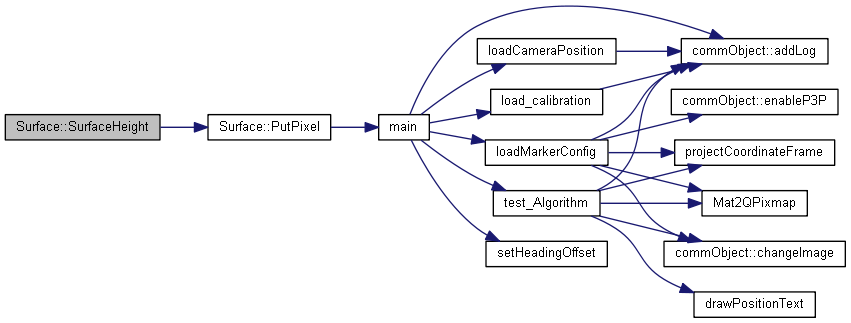 Surface::SurfaceHeight
Surface::PutPixel
main
loadCameraPosition
load_calibration
loadMarkerConfig
test_Algorithm
setHeadingOffset
commObject::addLog
commObject::enableP3P
projectCoordinateFrame
Mat2QPixmap
commObject::changeImage
drawPositionText